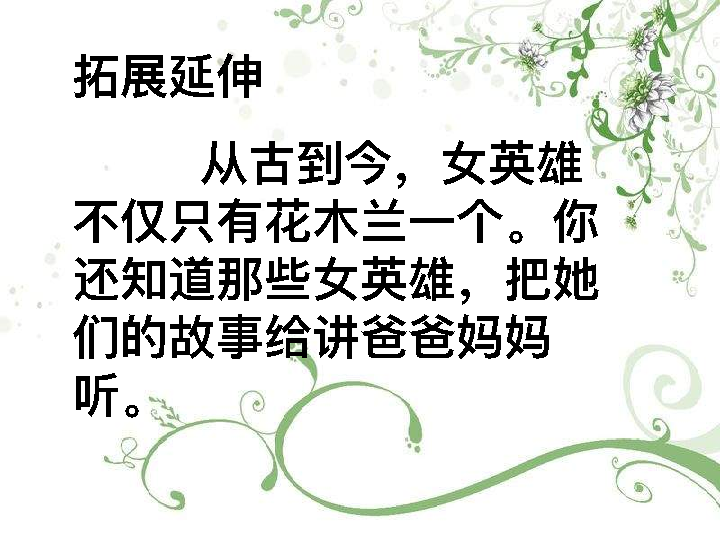 拓展延伸
从古到今，女英雄
不仅只有花木兰一个。你
还知道那些女英雄，把她
们的故事给讲爸爸妈妈
听。